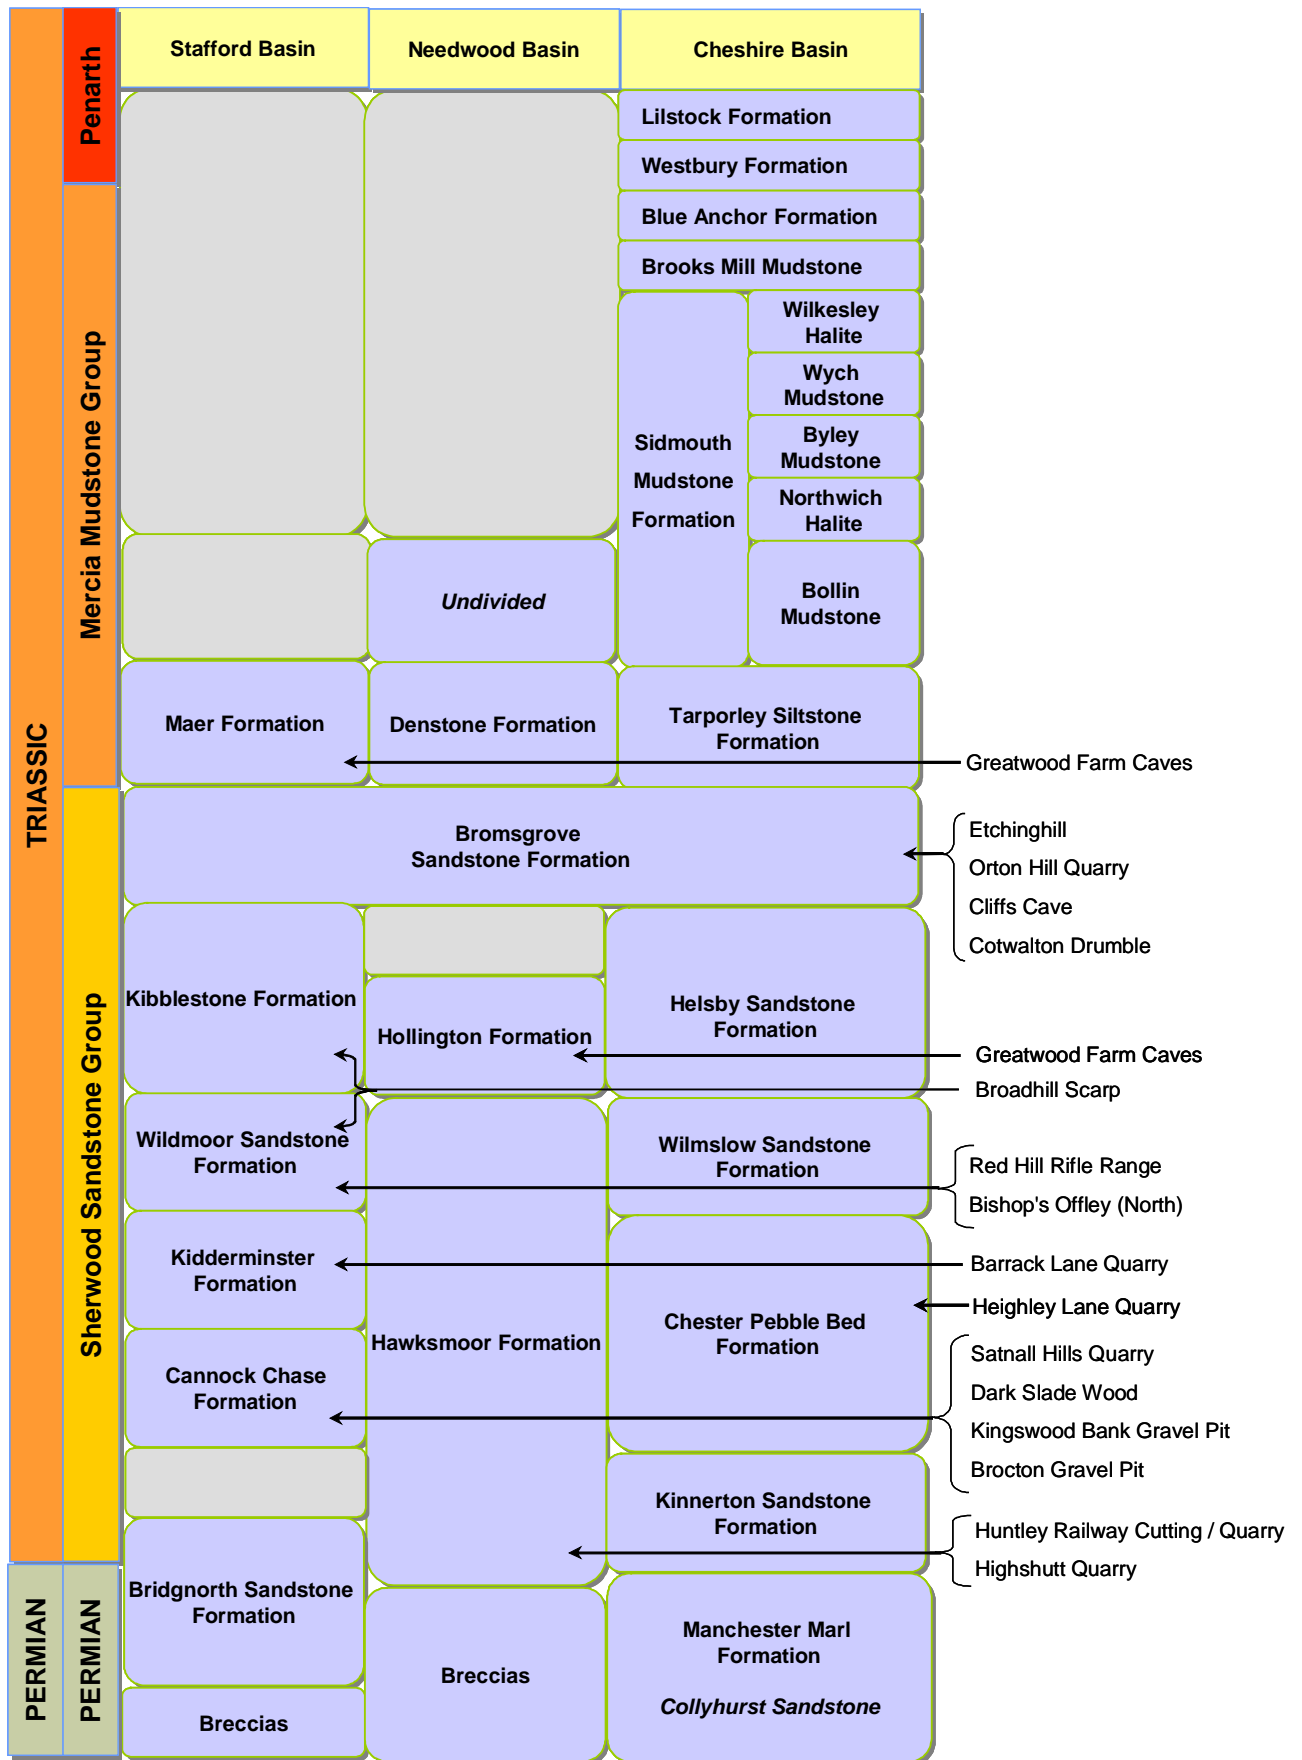 Stafford Basin
Needwood Basin
Cheshire Basin
Penarth
Lilstock Formation
Westbury Formation
Blue Anchor Formation
Brooks Mill Mudstone
Mercia Mudstone Group
Sidmouth
Mudstone
Formation
Wilkesley
Halite
Wych
Mudstone
Byley
Mudstone
Northwich
Halite
Bollin
Mudstone
Undivided
TRIASSIC
Maer Formation
Denstone Formation
Tarporley Siltstone
Formation
Greatwood Farm Caves
Bromsgrove
Sandstone Formation
Etchinghill
Orton Hill Quarry
Cliffs Cave
Cotwalton Drumble
Sherwood Sandstone Group
Kibblestone Formation
Hollington Formation
Helsby Sandstone
Formation
Greatwood Farm Caves
Broadhill Scarp
Wildmoor Sandstone
Formation
Wilmslow Sandstone
Formation
Red Hill Rifle Range
Bishop's Offley (North)
Kidderminster
Formation
Barrack Lane Quarry
Hawksmoor Formation
Chester Pebble Bed
Formation
Heighley Lane Quarry
Cannock Chase
Formation
Satnall Hills Quarry
Dark Slade Wood
Kingswood Bank Gravel Pit
Brocton Gravel Pit
Kinnerton Sandstone
Formation
Huntley Railway Cutting / Quarry
Highshutt Quarry
PERMIAN
PERMIAN
Bridgnorth Sandstone
Formation
Breccias
Breccias
Manchester Marl
Formation
Collyhurst Sandstone